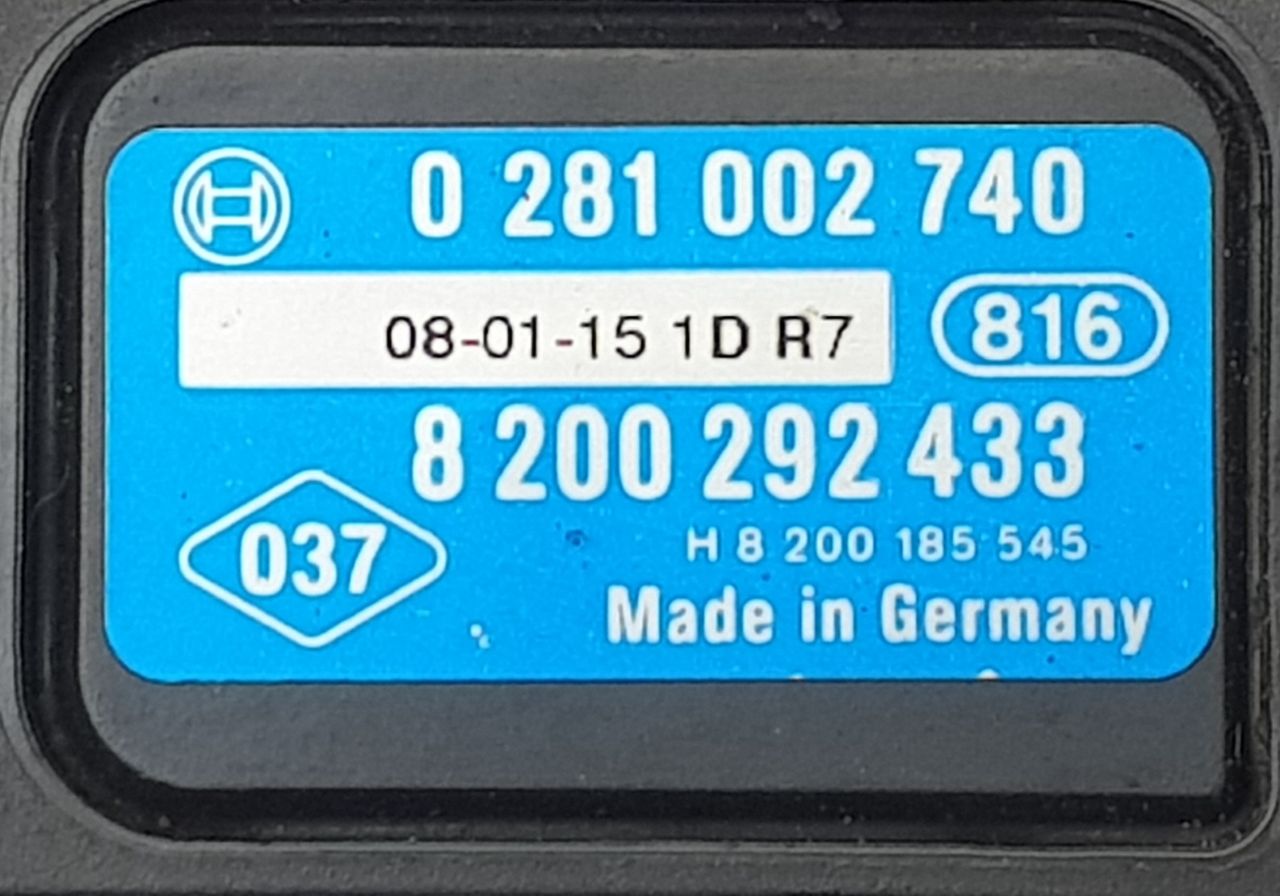 0 281 002 740
08-01-15 1D R7
816
8 200 292 433
037
H 8 200 185 545
Made in Germany